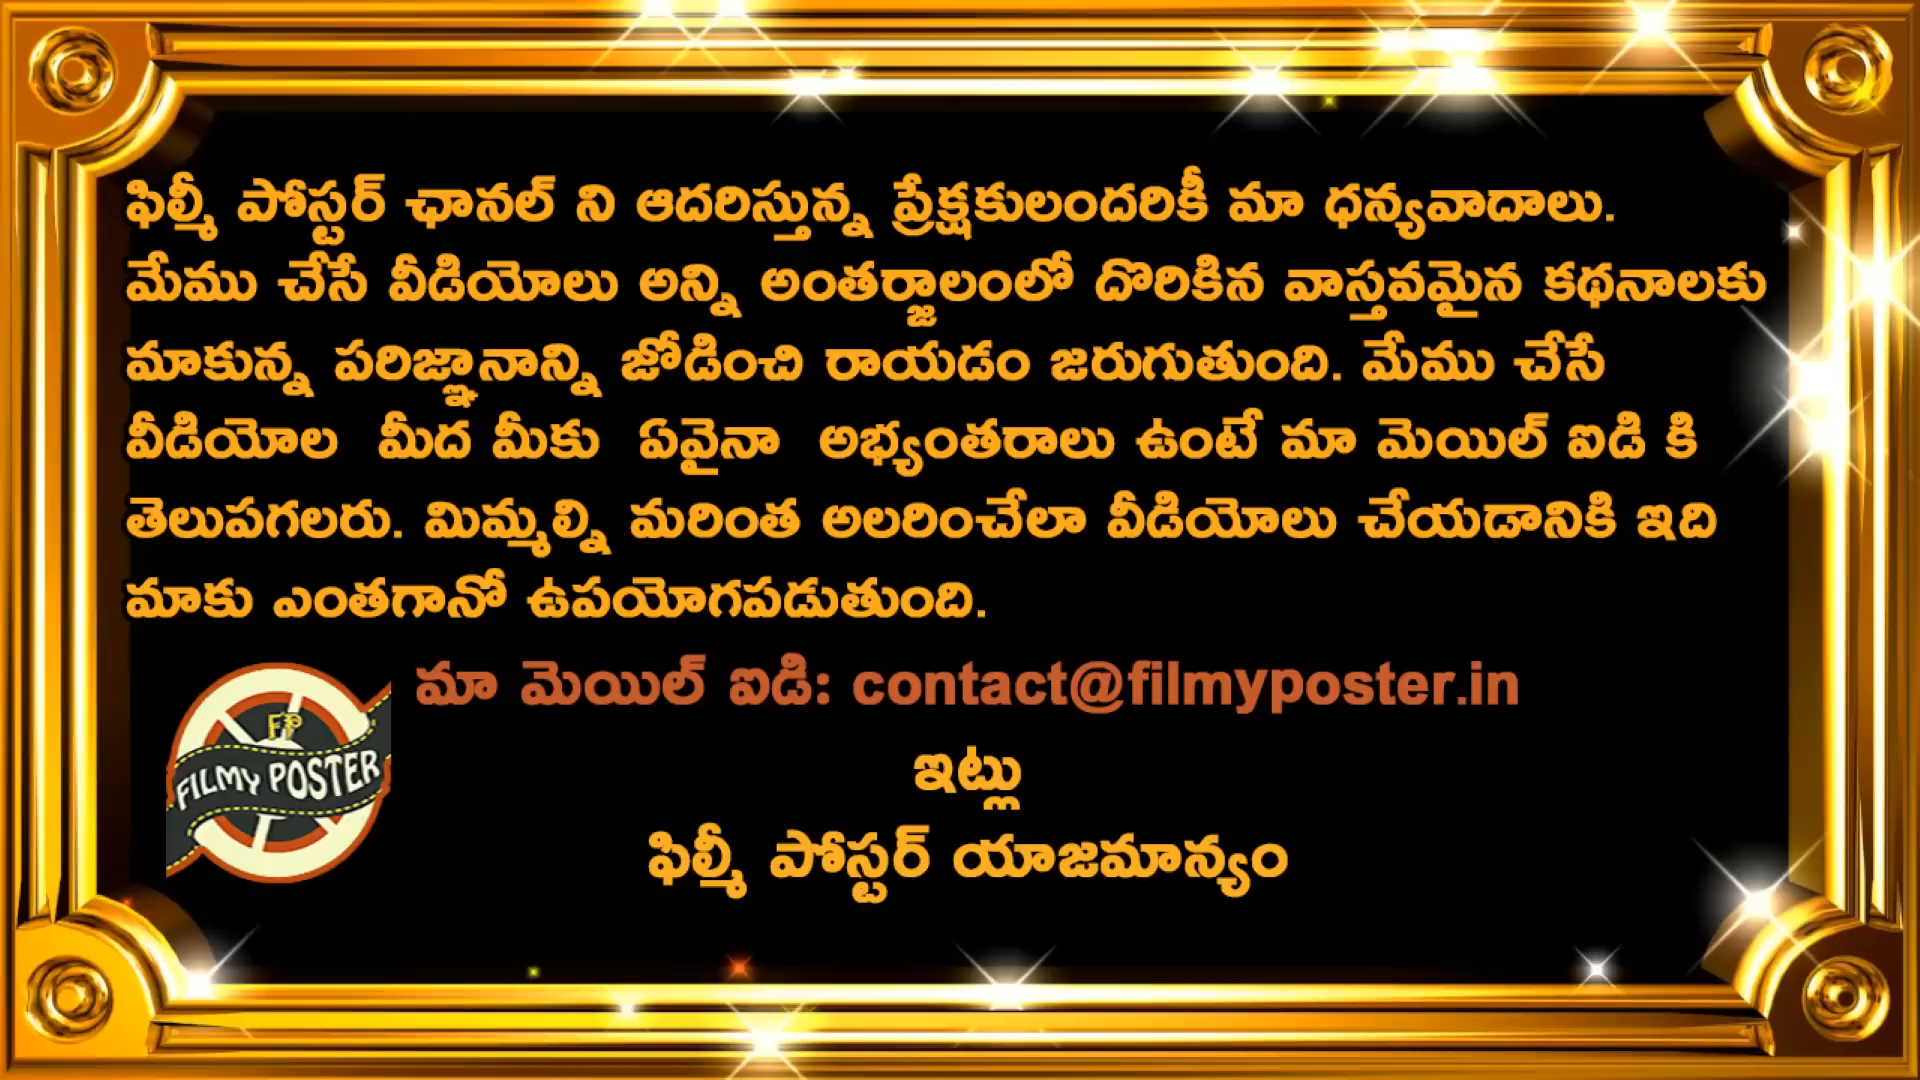 ఫిల్మీ పోస్టర్ ఛానల్ ని ఆదరిస్తున్న ప్రేక్షకులందరికీ మా ధన్యవాదాలు.
మేము చేసే వీడియోలు అన్ని అంతర్జాలంలో దొరికిన వాస్తవమైన కథనాలకు
మాకున్న పరిజ్ఞానాన్ని జోడించి రాయడం జరుగుతుంది. మేము చేసే
వీడియోల మీద మీకు ఏవైనా అభ్యంతరాలు ఉంటే మా మెయిల్ ఐడి కి
తెలుపగలరు. మిమ్మల్ని మరింత అలరించేలా వీడియోలు చేయడానికి ఇది
మాకు ఎంతగానో ఉపయోగపడుతుంది.
మా మెయిల్ ఐడి: contact@filmyposter.in
FP
FILMY POSTER
ఇట్లు
ఫిల్మీ పోస్టర్ యాజమాన్యం